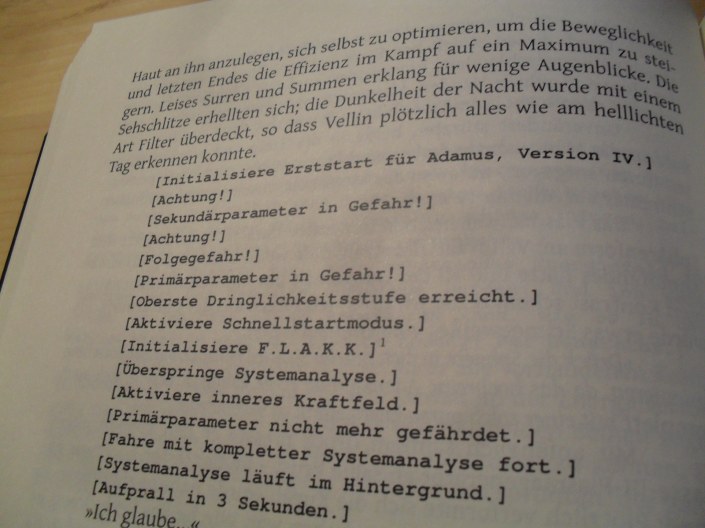 Haut an ihn anzulegen, sich selbst zu optimieren, um die Beweglichkeit
und letzten Endes die Effizienz im Kampf auf ein Maximum zu stei-
gern. Leises Surren und Summen erklang für wenige Augenblicke. Die
Sehschlitze erhellten sich; die Dunkelheit der Nacht wurde mit einem
Art Filter überdeckt, so dass Vellin plötzlich alles wie am helllichten
Tag erkennen konnte.
[Initialisiere Erststart für Adamus, Version IV.]
[Achtung!]
[Sekundärparameter in Gefahr!]
[Achtung!]
[Folgegefahr!]
[Primärparameter in Gefahr!]
[Oberste Dringlichkeitsstufe erreicht.]
[Aktiviere Schnellstartmodus.]
[Initialisiere F.L.A.K.K.]¹
[Überspringe Systemanalyse.]
[Aktiviere inneres Kraftfeld.]
[Primärparameter nicht mehr gefährdet.]
[Fahre mit kompletter Systemanalyse fort.]
[Systemanalyse läuft im Hintergrund.]
[Aufprall in 3 Sekunden.]
»Ich glaube...«